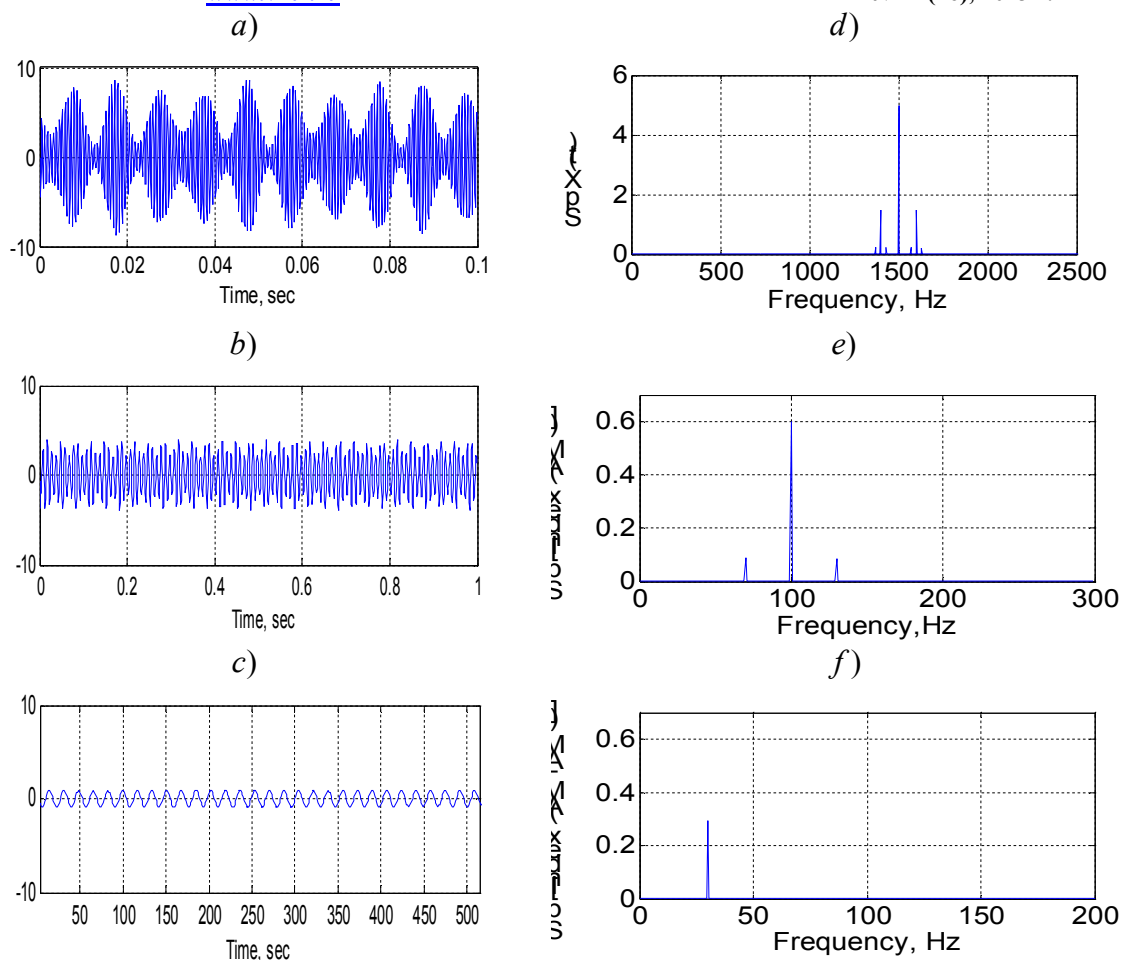 a)
10
0
-10
0 0.02 0.04 0.06 0.08 0.1
Time, sec
b)
10
0
-10
0 0.2 0.4 0.6 0.8 1
Time, sec
c)
10
0
-10
50 100 150 200 250 300 350 400 450 500
Time, sec
d)
6
4
2
0
0 500 1000 1500 2000 2500
Frequency, Hz
e)
0.6
0.4
0.2
0
0 100 200 300
Frequency,Hz
f)
0.6
0.4
0.2
0
0 50 100 150 200
Frequency, Hz